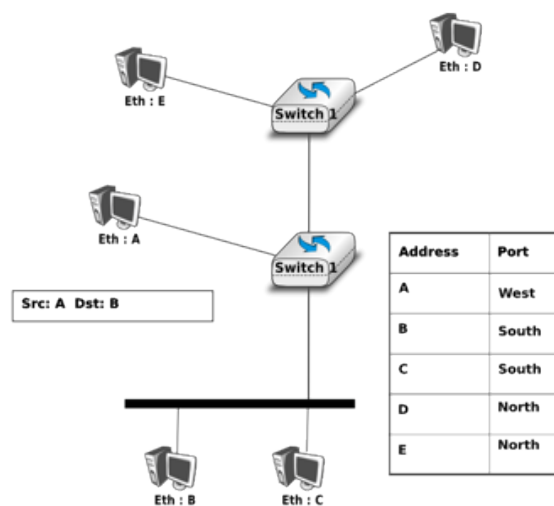 Eth : E
Eth : D
Switch 1
Eth : A
Switch 1
Src: A Dst: B
Address Port
A West
B South
C South
D North
E North
Eth : B
Eth : C